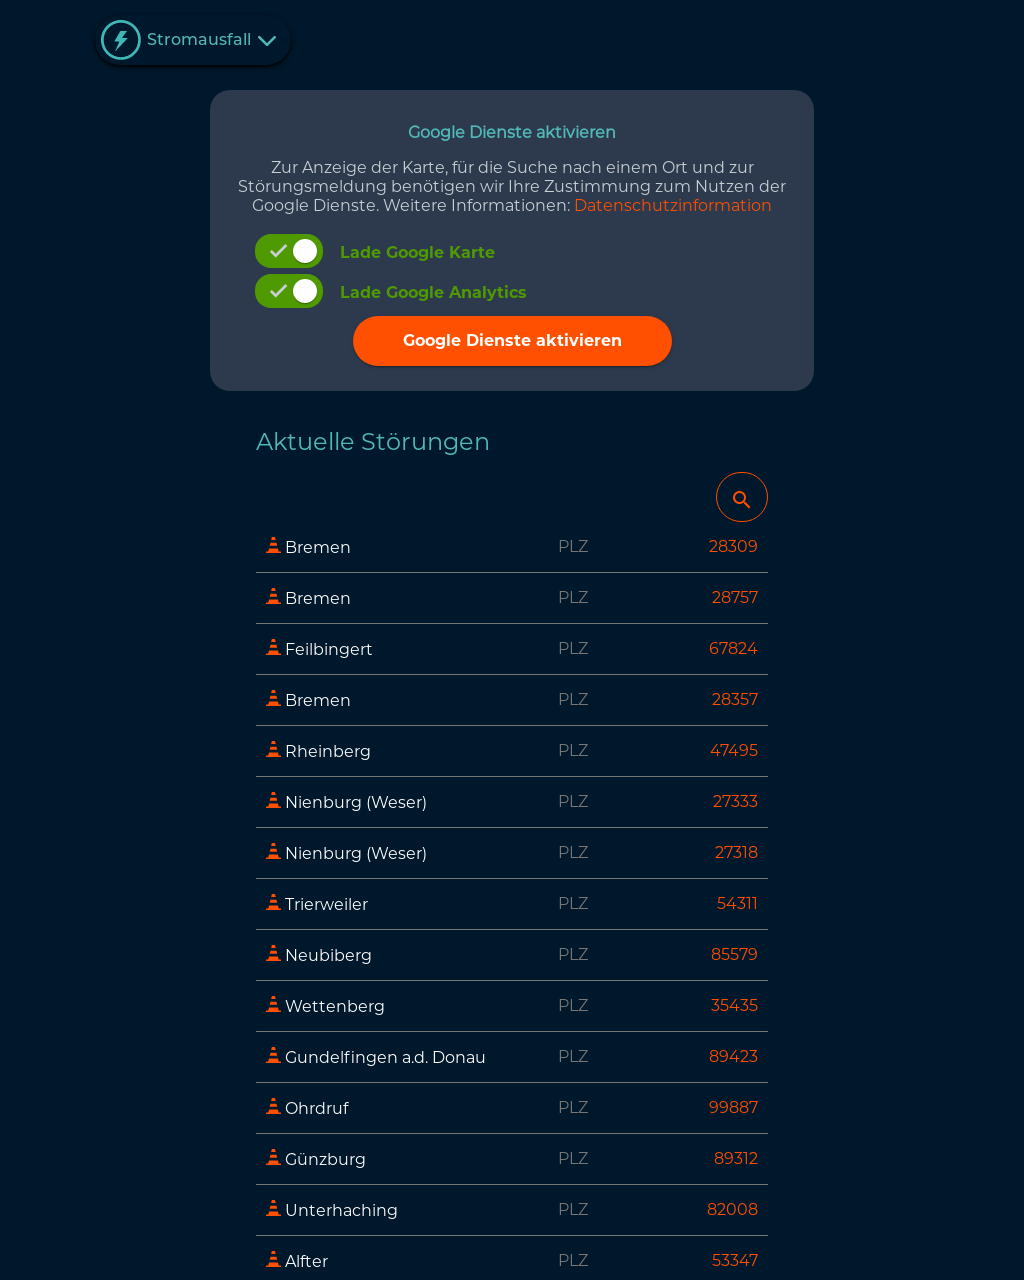 Stromausfall
Google Dienste aktivieren
Zur Anzeige der Karte, für die Suche nach einem Ort und zur
Störungsmeldung benötigen wir Ihre Zustimmung zum Nutzen der
Google Dienste. Weitere Informationen: Datenschutzinformation
Lade Google Karte
Lade Google Analytics
Google Dienste aktivieren
Aktuelle Störungen
Bremen PLZ 28309
Bremen PLZ 28757
Feilbingert PLZ 67824
Bremen PLZ 28357
Rheinberg PLZ 47495
Nienburg (Weser) PLZ 27333
Nienburg (Weser) PLZ 27318
Trierweiler PLZ 54311
Neubiberg PLZ 85579
Wettenberg PLZ 35435
Gundelfingen a.d. Donau PLZ 89423
Ohrdruf PLZ 99887
Günzburg PLZ 89312
Unterhaching PLZ 82008
Alfter PLZ 53347